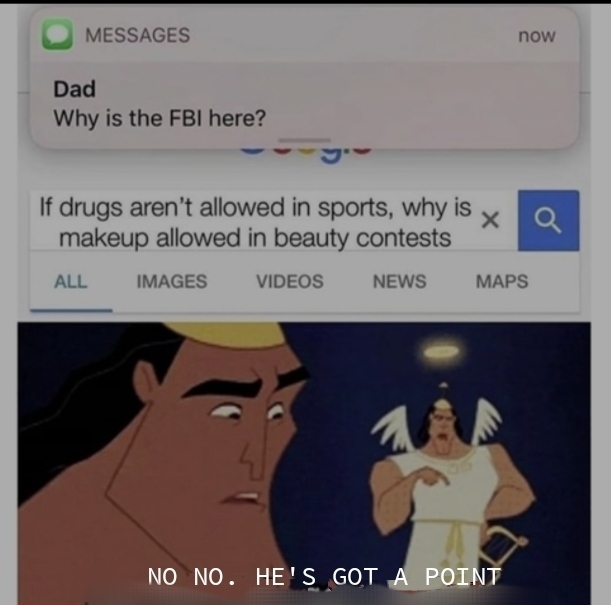 MESSAGES now
Dad
Why is the FBI here?
If drugs aren't allowed in sports, why is
makeup allowed in beauty contests
ALL IMAGES VIDEOS NEWS MAPS
NO NO. HE'S GOT A POINT